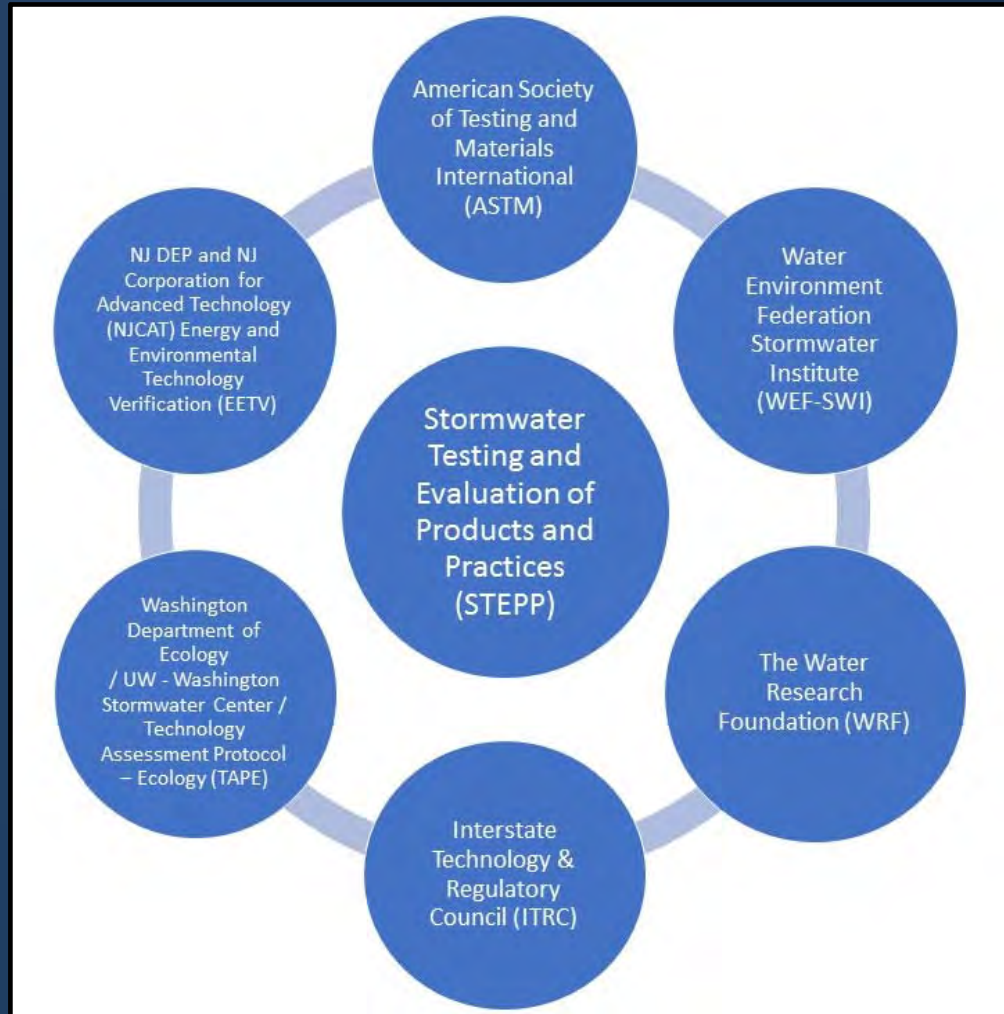 American Society
of Testing and
Materials
International
(ASTM)
Water
Environment
Federation
Stormwater
Institute
(WEF-SWI)
The Water
Research
Foundation (WRF)
Interstate
Technology &
Regulatory
Council (ITRC)
Washington
Department of
Ecology
/ UW - Washington
Stormwater Center /
Technology
Assessment Protocol
– Ecology (TAPE)
NJ DEP and NJ
Corporation for
Advanced Technology
(NJCAT) Energy and
Environmental
Technology
Verification (EETV)
Stormwater
Testing and
Evaluation of
Products and
Practices
(STEPP)